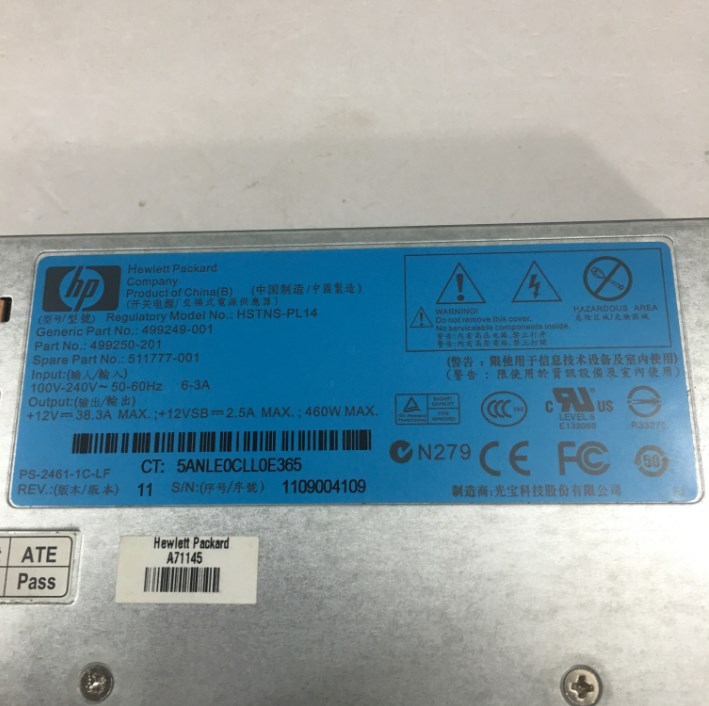 hp
Hewlett Packard
Company
Product of China(B) (中国制造/中國製造)
(开关电源/交換式電源供應器)
(型号/型號) Regulatory Model No.: HSTNS-PL14
Generic Part No.: 499249-001
Part No.: 499250-201
Spare Part No.: 511777-001
Input:(输入/輸入)
100V-240V~ 50-60Hz 6-3A
Output:(输出/輸出)
+12V⎓38.3A MAX.;+12VSB⎓2.5A MAX.; 460W MAX.
WARNING!
Do not remove this cover.
No serviceable components inside.
HAZARDOUS AREA
(警告：限使用于信息技术设备及室内使用)
(警告：限使用於資訊設備及室內使用)
c UL US
LEVEL 6
CCC
N279
CE
FC
50
CT: 5ANLE0CLL0E365
PS-2461-1C-LF
REV.:(版本/版本) 11 S/N:(序号/序號) 1109004109
制造商:光宝科技股份有限公司
ATE
Pass
Hewlett Packard
A71145